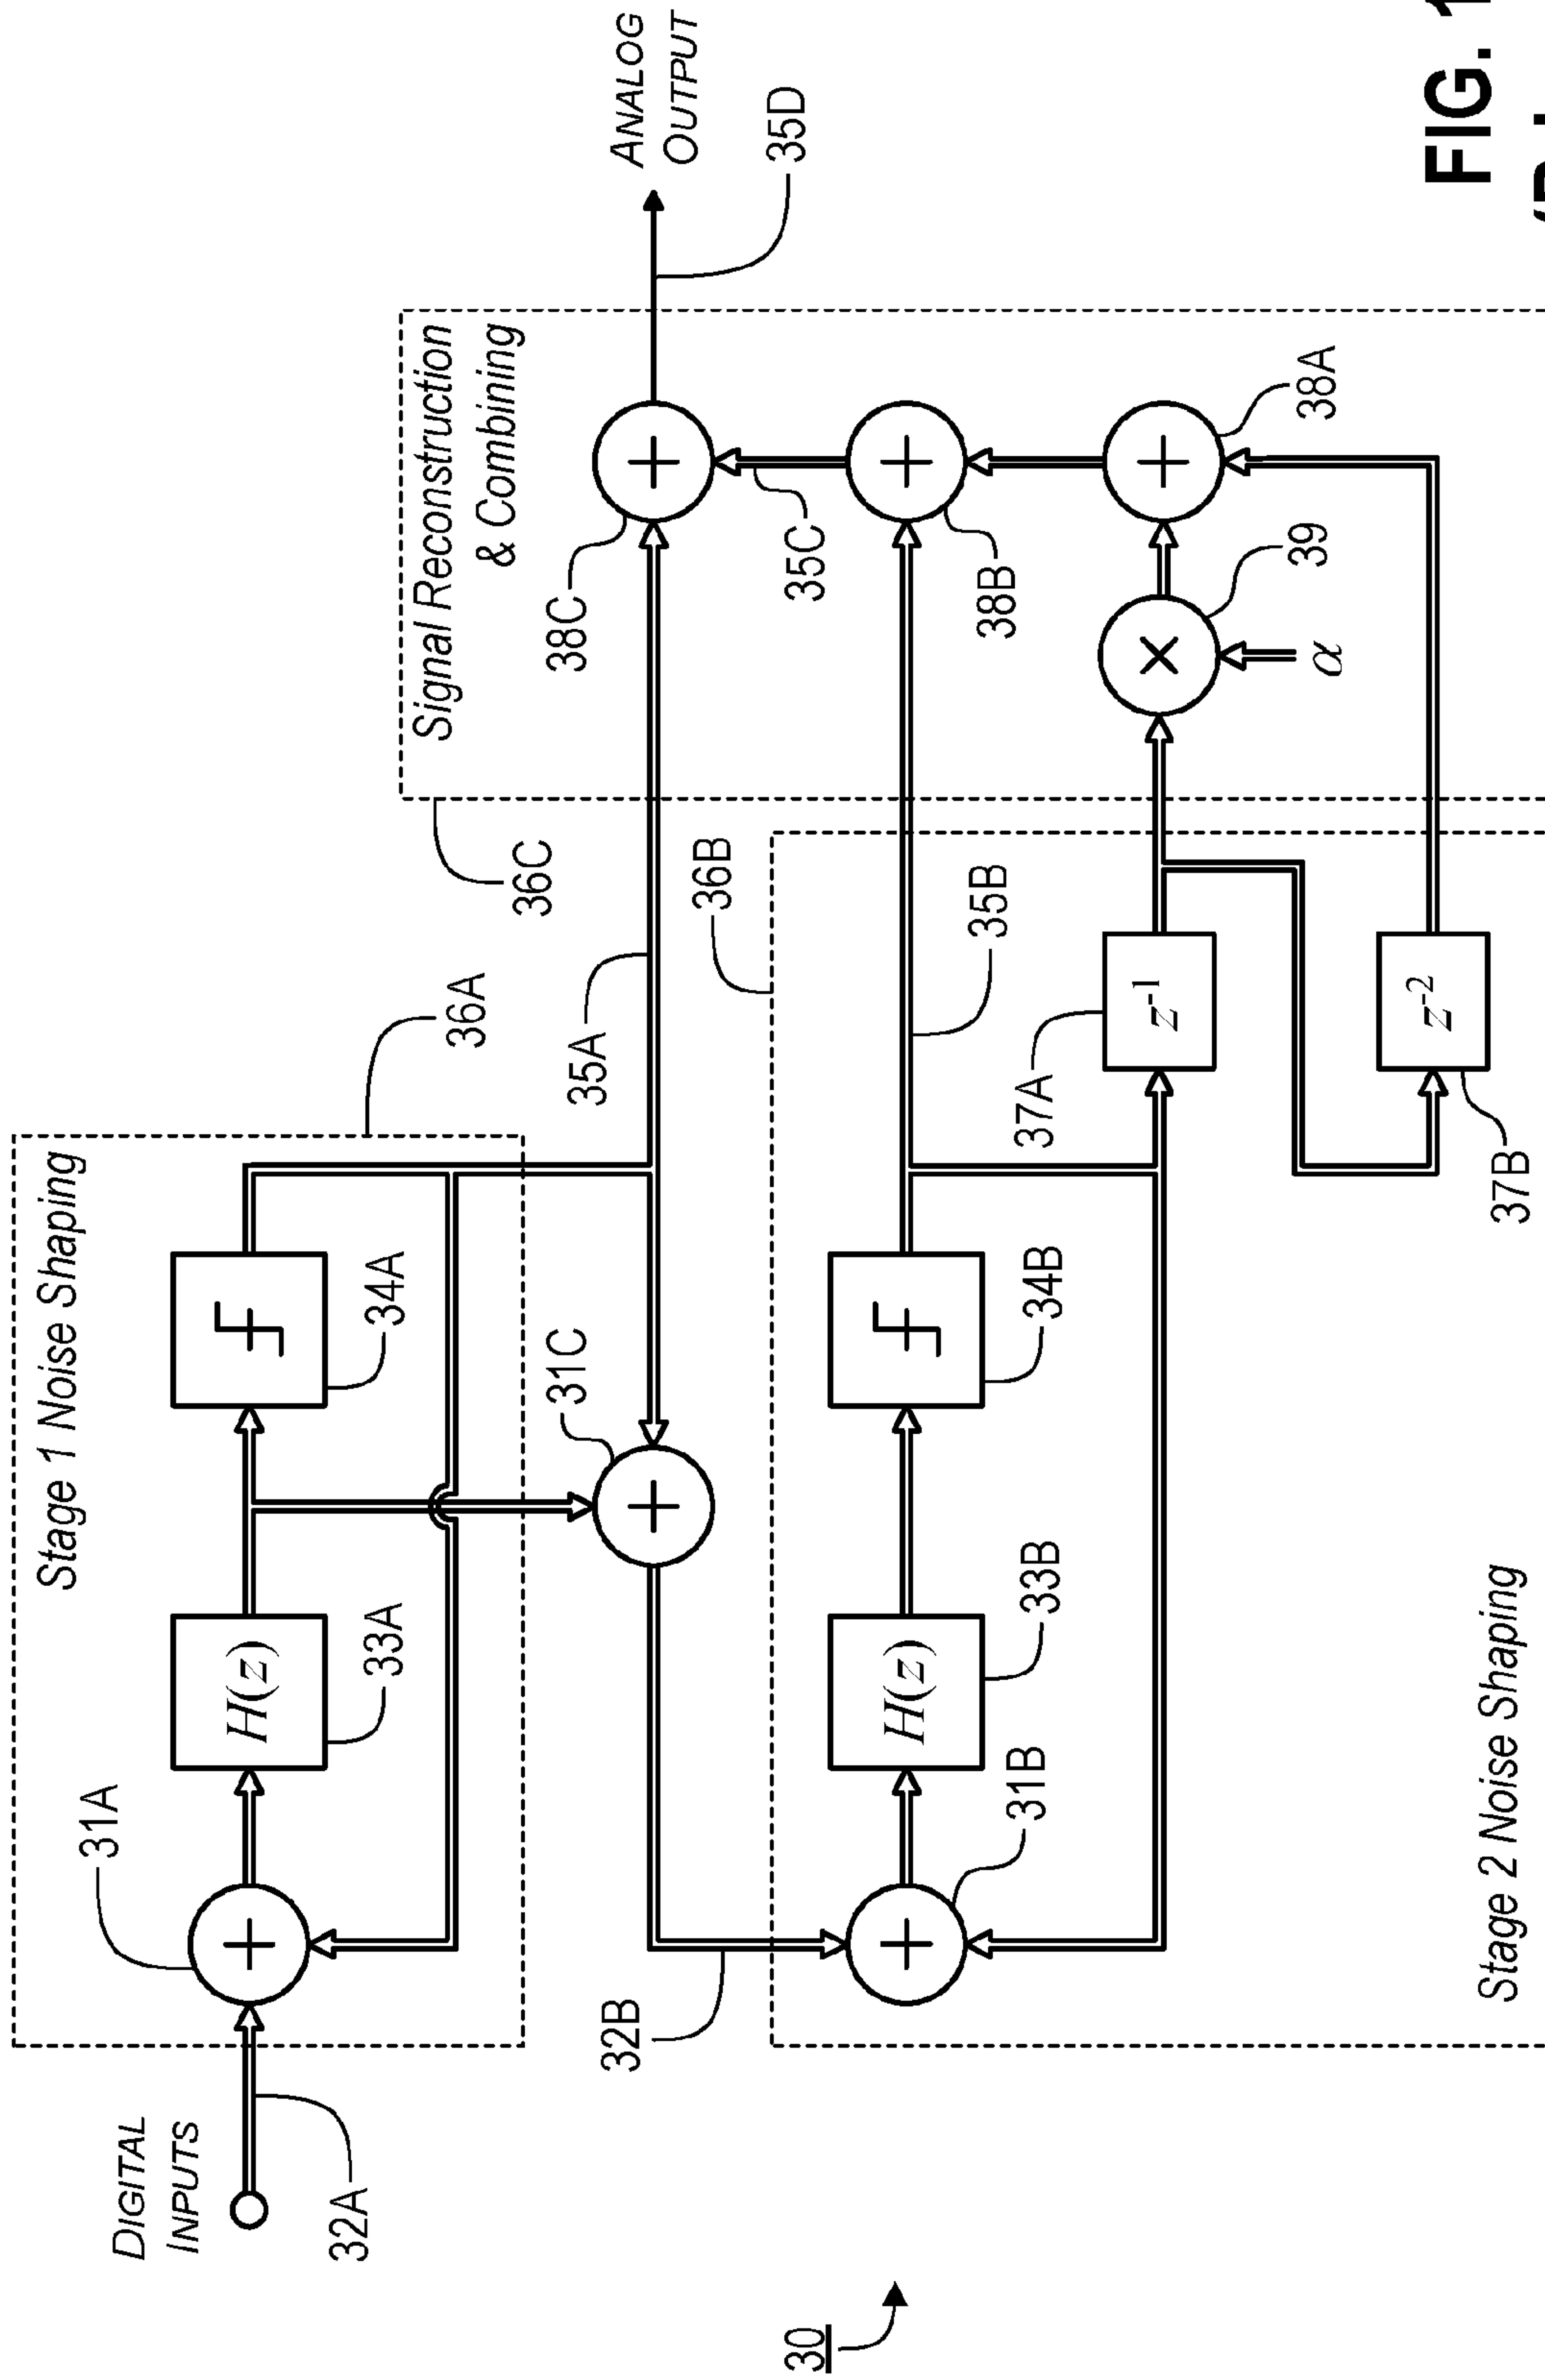 Stage 1 Noise Shaping
DIGITAL
INPUTS
32A
31A
H(z)
33A
34A
36A
31C
35A
36C
Signal Reconstruction
& Combining
38C
ANALOG
OUTPUT
35D
30
32B
31B
H(z)
33B
34B
35B
36B
35C
38B
37A
z-1
39
α
38A
37B
z-2
Stage 2 Noise Shaping
FIG. 1